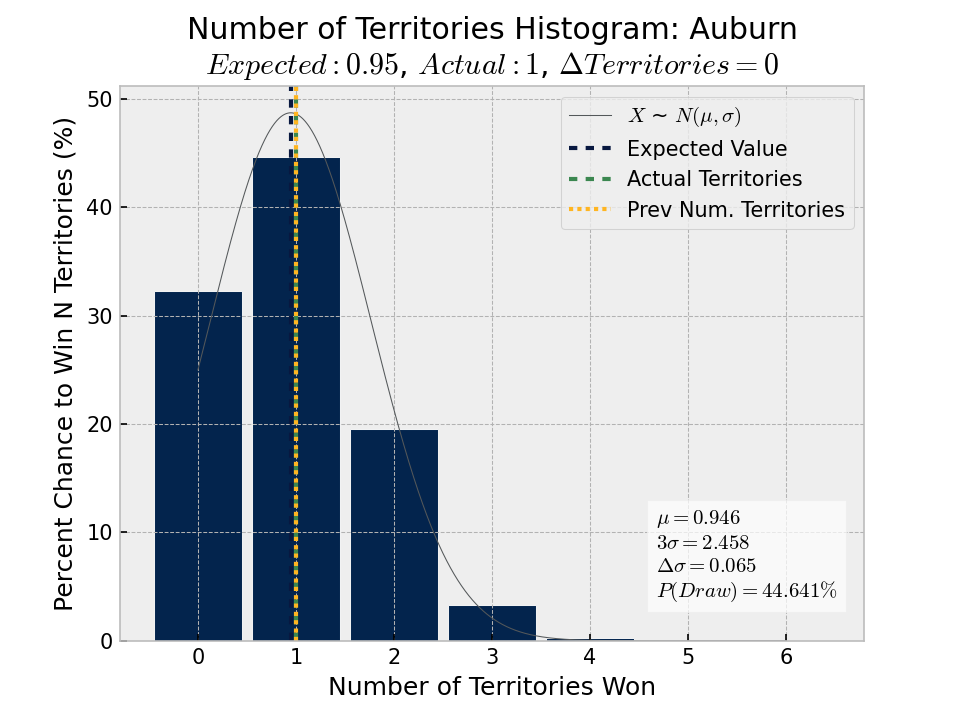 Number of Territories Histogram: Auburn
Expected: 0.95, Actual: 1, ΔTerritories = 0
50
40
30
20
10
0
Percent Chance to Win N Territories (%)
X ~ N(μ, σ)
Expected Value
Actual Territories
Prev Num. Territories
μ = 0.946
3σ = 2.458
Δσ = 0.065
P(Draw) = 44.641%
0 1 2 3 4 5 6
Number of Territories Won